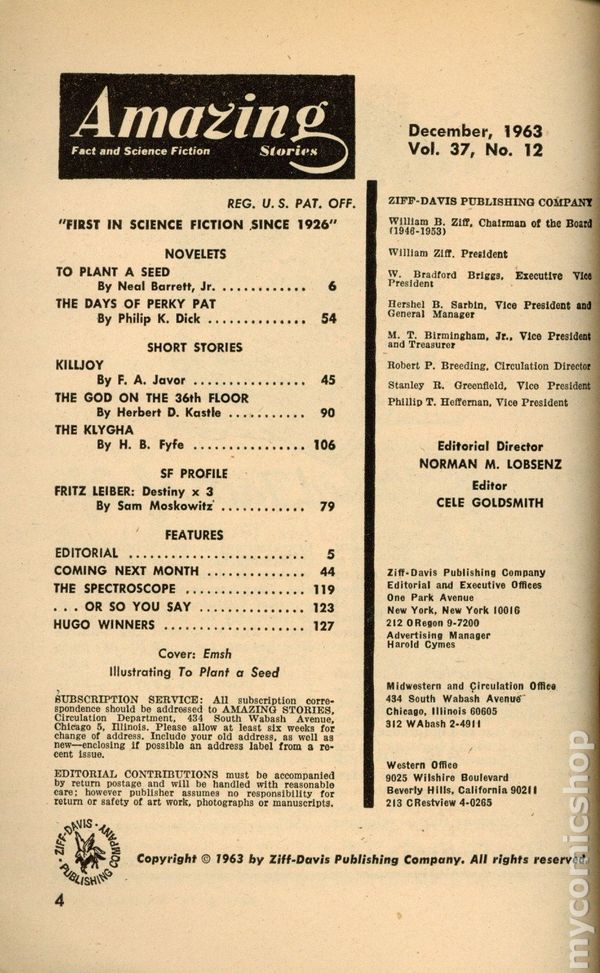 Amazing
Fact and Science Fiction Stories
REG. U. S. PAT. OFF.
"FIRST IN SCIENCE FICTION SINCE 1926"
NOVELETS
TO PLANT A SEED
By Neal Barrett, Jr. ............ 6
THE DAYS OF PERKY PAT
By Philip K. Dick ............. 54
SHORT STORIES
KILLJOY
By F. A. Javor ............... 45
THE GOD ON THE 36th FLOOR
By Herbert D. Kastle .......... 90
THE KLYGHA
By H. B. Fyfe ................ 106
SF PROFILE
FRITZ LEIBER: Destiny x 3
By Sam Moskowitz ............ 79
FEATURES
EDITORIAL ......................... 5
COMING NEXT MONTH .............. 44
THE SPECTROSCOPE .................. 119
. . . OR SO YOU SAY ............... 123
HUGO WINNERS .................... 127
Cover: Emsh
Illustrating To Plant a Seed
SUBSCRIPTION SERVICE: All subscription corre-
spondence should be addressed to AMAZING STORIES,
Circulation Department, 434 South Wabash Avenue,
Chicago 5, Illinois. Please allow at least six weeks for
change of address. Include your old address, as well as
new—enclosing if possible an address label from a re-
cent issue.
EDITORIAL CONTRIBUTIONS must be accompanied
by return postage and will be handled with reasonable
care; however publisher assumes no responsibility for
return or safety of art work, photographs or manuscripts.
December, 1963
Vol. 37, No. 12
ZIFF-DAVIS PUBLISHING COMPANY
William B. Ziff, Chairman of the Board
(1946-1953)
William Ziff, President
W. Bradford Briggs, Executive Vice
President
Hershel B. Sarbin, Vice President and
General Manager
M. T. Birmingham, Jr., Vice President
and Treasurer
Robert P. Breeding, Circulation Director
Stanley R. Greenfield, Vice President
Phillip T. Heffernan, Vice President
Editorial Director
NORMAN M. LOBSENZ
Editor
CELE GOLDSMITH
Ziff-Davis Publishing Company
Editorial and Executive Offices
One Park Avenue
New York, New York 10016
212 ORegon 9-7200
Advertising Manager
Harold Cymes
Midwestern and Circulation Office
434 South Wabash Avenue
Chicago, Illinois 60605
312 WAbash 2-4911
Western Office
9025 Wilshire Boulevard
Beverly Hills, California 90211
213 CRestview 4-0265
ZIFF-DAVIS PUBLISHING COMPANY
Copyright © 1963 by Ziff-Davis Publishing Company. All rights reserved.
4
mycomicshop